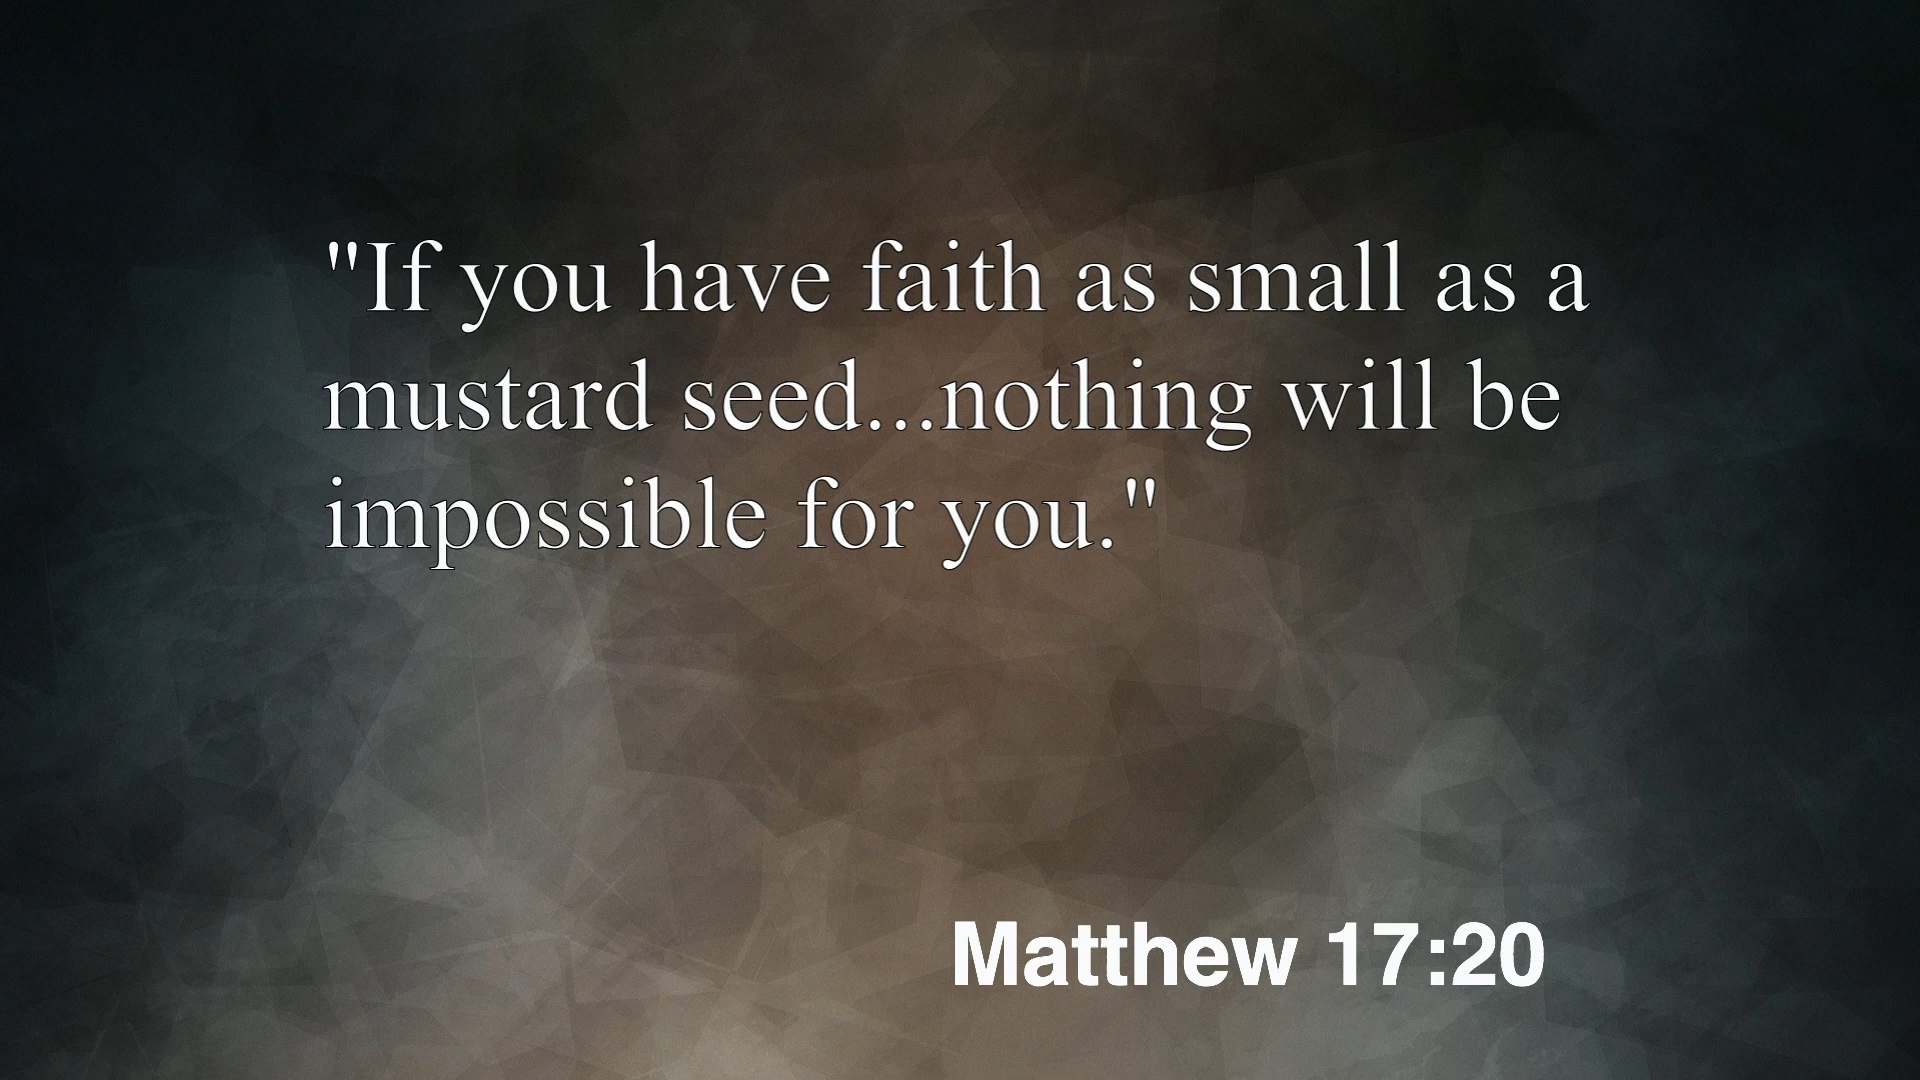 "If you have faith as small as a
mustard seed...nothing will be
impossible for you."
Matthew 17:20